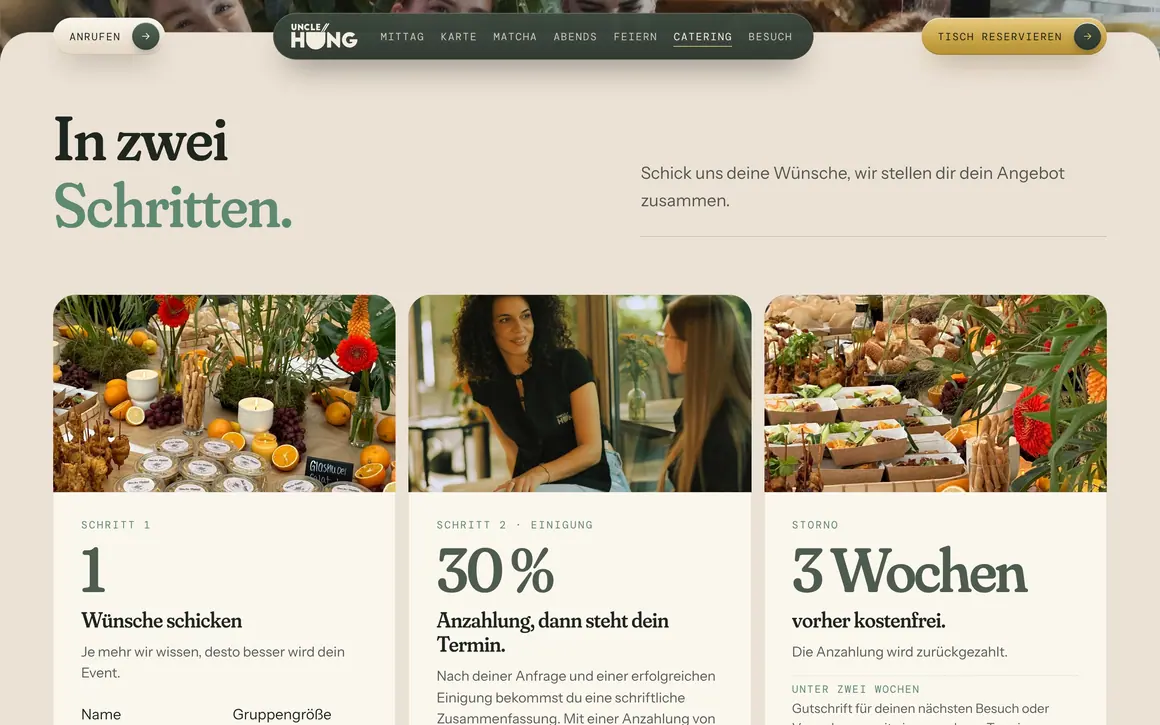 ANRUFEN
UNCLE
HUNG
MITTAG
KARTE
MATCHA
ABENDS
FEIERN
CATERING
BESUCH
TISCH RESERVIEREN
In zwei
Schritten.
Schick uns deine Wünsche, wir stellen dir dein Angebot
zusammen.
SCHRITT 1
1
Wünsche schicken
Je mehr wir wissen, desto besser wird dein
Event.
Name
Gruppengröße
SCHRITT 2 · EINIGUNG
30 %
Anzahlung, dann steht dein
Termin.
Nach deiner Anfrage und einer erfolgreichen
Einigung bekommst du eine schriftliche
Zusammenfassung. Mit einer Anzahlung von
STORNO
3 Wochen
vorher kostenfrei.
Die Anzahlung wird zurückgezahlt.
UNTER ZWEI WOCHEN
Gutschrift für deinen nächsten Besuch oder